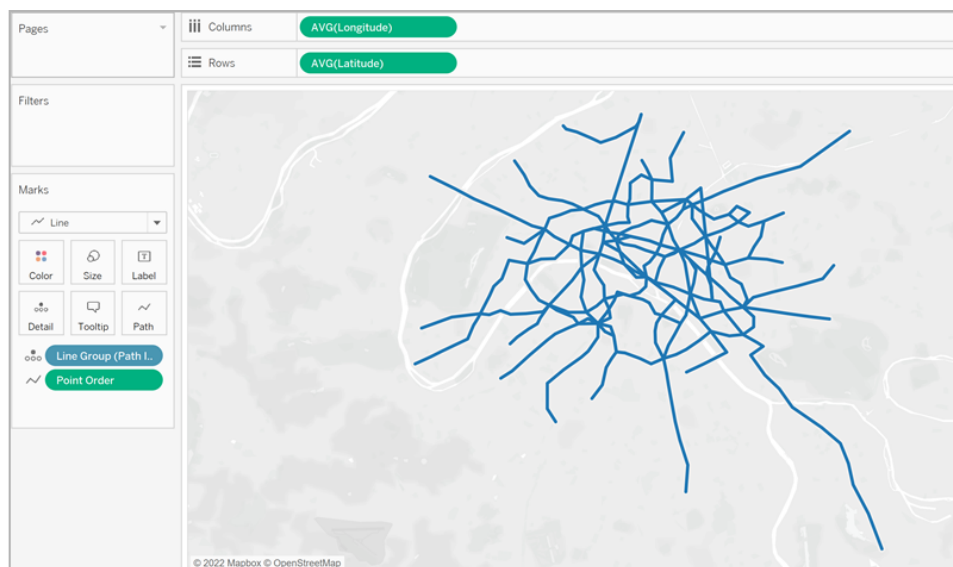 Pages
Columns
AVG(Longitude)
Rows
AVG(Latitude)
Filters
Marks
Line
Color
Size
Label
Detail
Tooltip
Path
Line Group (Path I..
Point Order
© 2022 Mapbox © OpenStreetMap